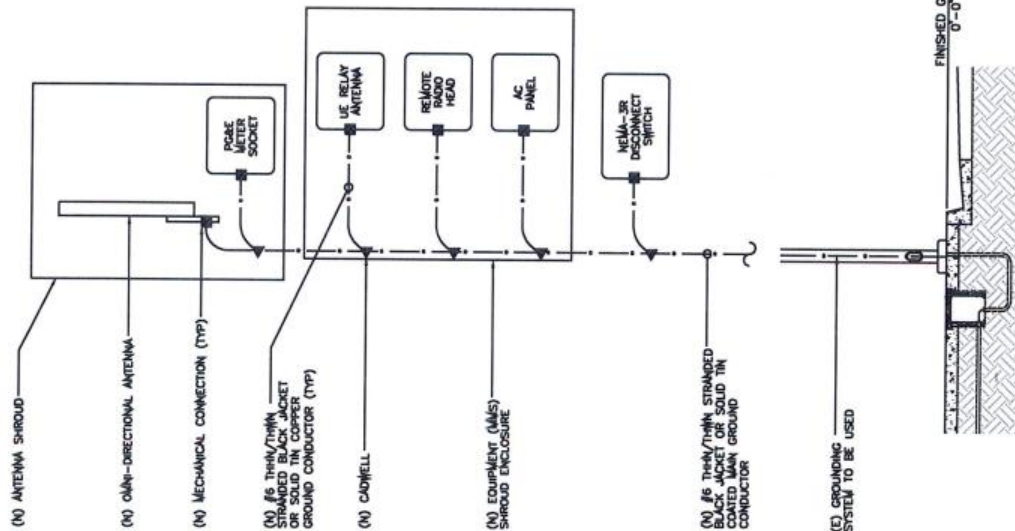 (N) ANTENNA SHROUD
(N) OMNI-DIRECTIONAL ANTENNA
(N) MECHANICAL CONNECTION (TYP)
(N) #6 THHN/THWN
STRANDED BLACK JACKET
OR SOLID TIN COPPER
GROUND CONDUCTOR (TYP)
(N) CADWELL
(N) EQUIPMENT (MMS)
SHROUD ENCLOSURE
(N) #6 THHN/THWN STRANDED
BLACK JACKET OR SOLID TIN
COATED MAIN GROUND
CONDUCTOR
(E) GROUNDING
SYSTEM TO BE USED
PG&E
METER
SOCKET
UE RELAY
ANTENNA
REMOTE
RADIO
HEAD
AC
PANEL
NEMA-3R
DISCONNECT
SWITCH
FINISHED G
0'-0"